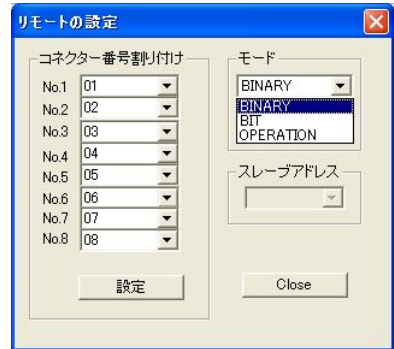 リモートの設定
コネクター番号割り付け
No.1 01
No.2 02
No.3 03
No.4 04
No.5 05
No.6 06
No.7 07
No.8 08
設定
モード
BINARY
BINARY
BIT
OPERATION
スレーブアドレス
Close